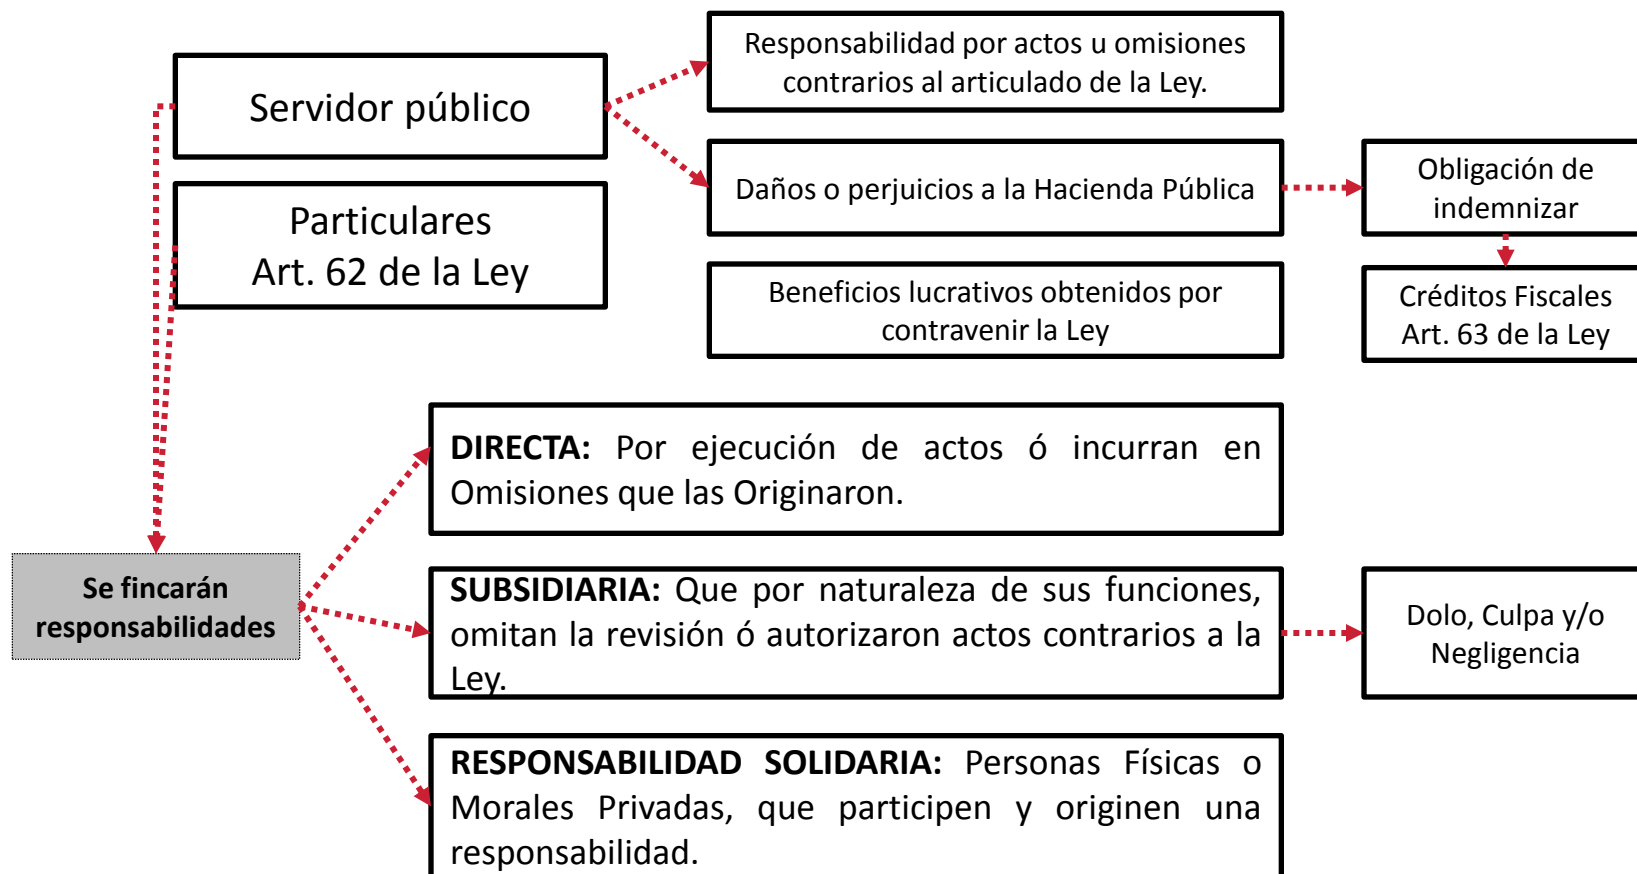 Servidor público
Particulares
Art. 62 de la Ley
Responsabilidad por actos u omisiones
contrarios al articulado de la Ley.
Daños o perjuicios a la Hacienda Pública
Beneficios lucrativos obtenidos por
contravenir la Ley
Obligación de
indemnizar
Créditos Fiscales
Art. 63 de la Ley
Se fincarán
responsabilidades
DIRECTA: Por ejecución de actos ó incurran en
Omisiones que las Originaron.
SUBSIDIARIA: Que por naturaleza de sus funciones,
omitan la revisión ó autorizaron actos contrarios a la
Ley.
Dolo, Culpa y/o
Negligencia
RESPONSABILIDAD SOLIDARIA: Personas Físicas o
Morales Privadas, que participen y originen una
responsabilidad.